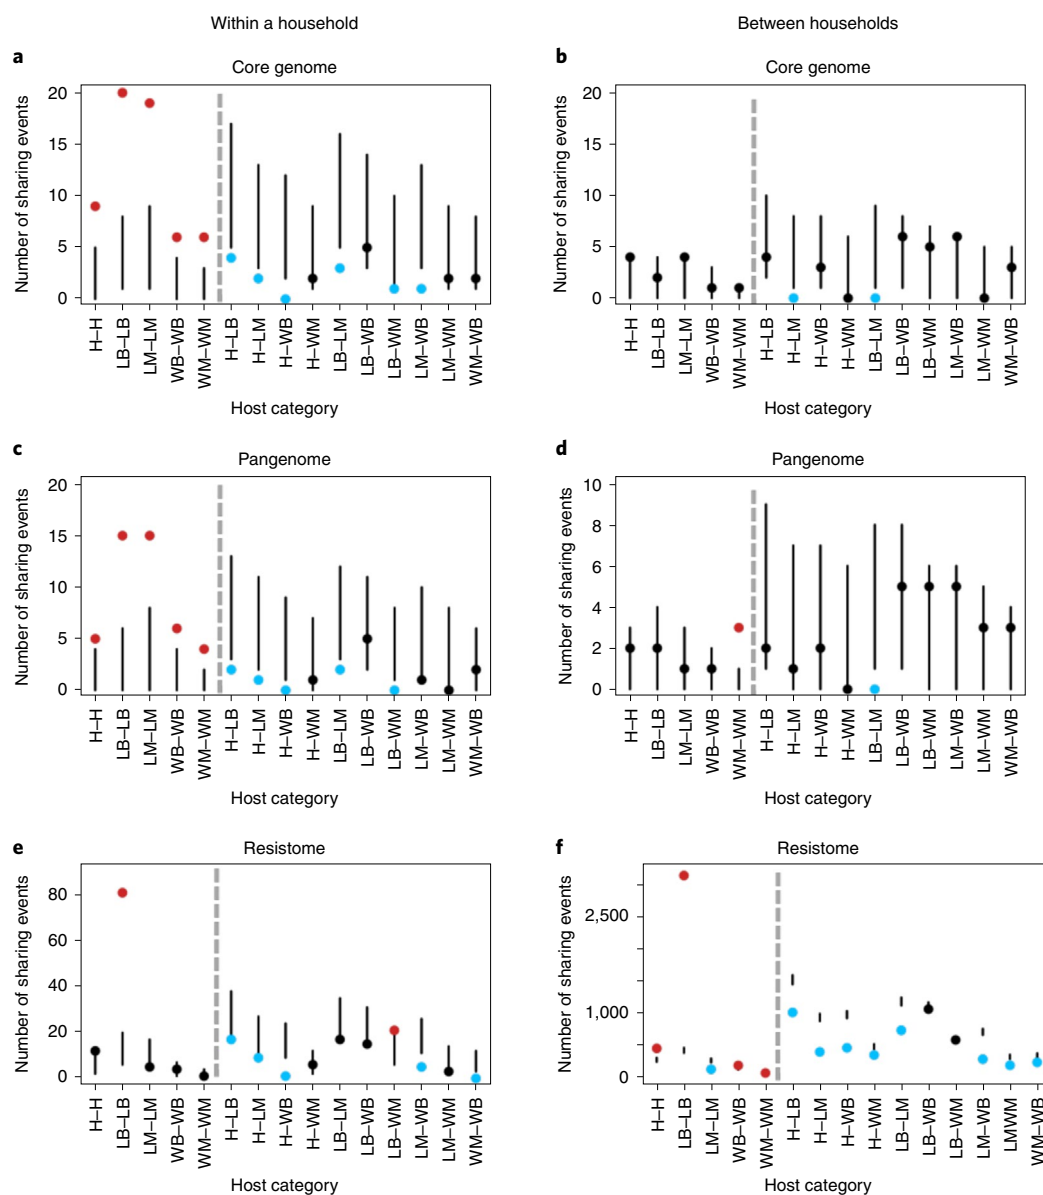 Within a household
Between households
a
Core genome
Number of sharing events
20
15
10
5
0
H–H
LB–LB
LM–LM
WB–WB
WM–WM
H–LB
H–LM
H–WB
H–WM
LB–LM
LB–WB
LB–WM
LM–WB
LM–WM
WM–WB
Host category
b
Core genome
Number of sharing events
20
15
10
5
0
H–H
LB–LB
LM–LM
WB–WB
WM–WM
H–LB
H–LM
H–WB
H–WM
LB–LM
LB–WB
LB–WM
LM–WB
LM–WM
WM–WB
Host category
c
Pangenome
Number of sharing events
20
15
10
5
0
H–H
LB–LB
LM–LM
WB–WB
WM–WM
H–LB
H–LM
H–WB
H–WM
LB–LM
LB–WB
LB–WM
LM–WB
LM–WM
WM–WB
Host category
d
Pangenome
Number of sharing events
10
8
6
4
2
0
H–H
LB–LB
LM–LM
WB–WB
WM–WM
H–LB
H–LM
H–WB
H–WM
LB–LM
LB–WB
LB–WM
LM–WB
LM–WM
WM–WB
Host category
e
Resistome
Number of sharing events
80
60
40
20
0
H–H
LB–LB
LM–LM
WB–WB
WM–WM
H–LB
H–LM
H–WB
H–WM
LB–LM
LB–WB
LB–WM
LM–WB
LM–WM
WM–WB
Host category
f
Resistome
Number of sharing events
2,500
1,000
0
H–H
LB–LB
LM–LM
WB–WB
WM–WM
H–LB
H–LM
H–WB
H–WM
LB–LM
LB–WB
LB–WM
LM–WB
LMWM
WM–WB
Host category